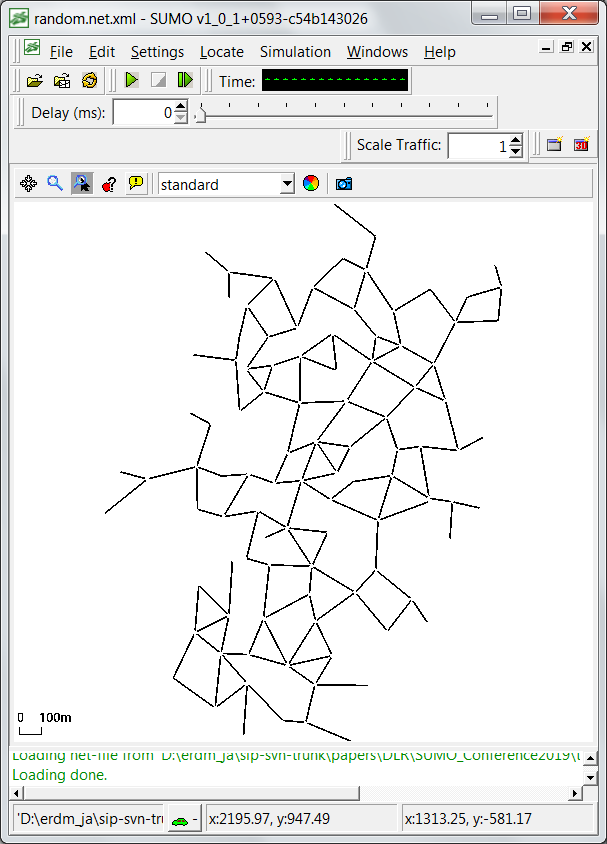 random.net.xml - SUMO v1_0_1+0593-c54b143026
File Edit Settings Locate Simulation Windows Help
Time: --------------
Delay (ms): 0
Scale Traffic: 1
standard
0 100m
Loading net-file from 'D:\erdm_ja\sip-svn-trunk\papers\DLR\SUMO_Conference2019\t
Loading done.
'D:\erdm_ja\sip-svn-tru - x:2195.97, y:947.49 x:1313.25, y:-581.17